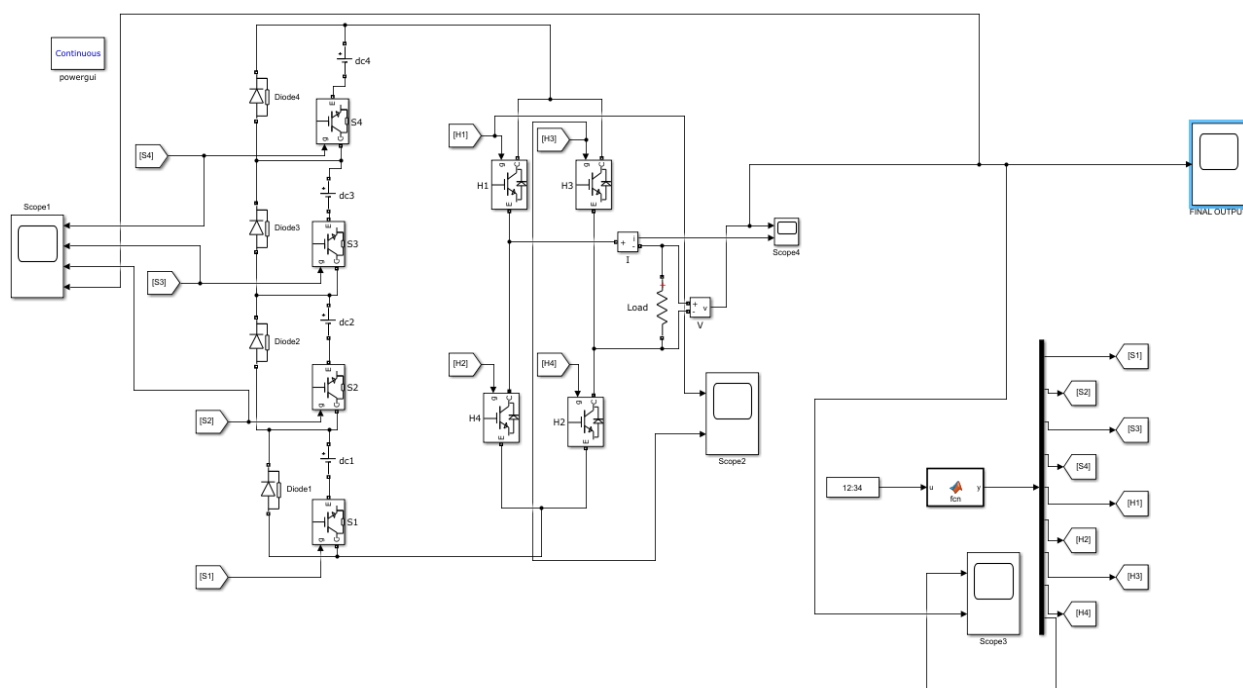 Continuous
powergui
dc4
Diode4
E
S4
C
g
[S4]
dc3
Scope1
Diode3
E
S3
g
C
[S3]
dc2
Diode2
E
S2
g
C
[S2]
dc1
Diode1
E
S1
g
C
[S1]
[H1]
[H3]
g
C
H1
E
g
C
H3
E
+
i
-
I
Scope4
Load
+
+
-
v
V
[H2]
[H4]
g
C
H4
E
g
C
H2
E
Scope2
FINAL OUTPU
12:34
u
fcn
y
Scope3
[S1]
[S2]
[S3]
[S4]
[H1]
[H2]
[H3]
[H4]